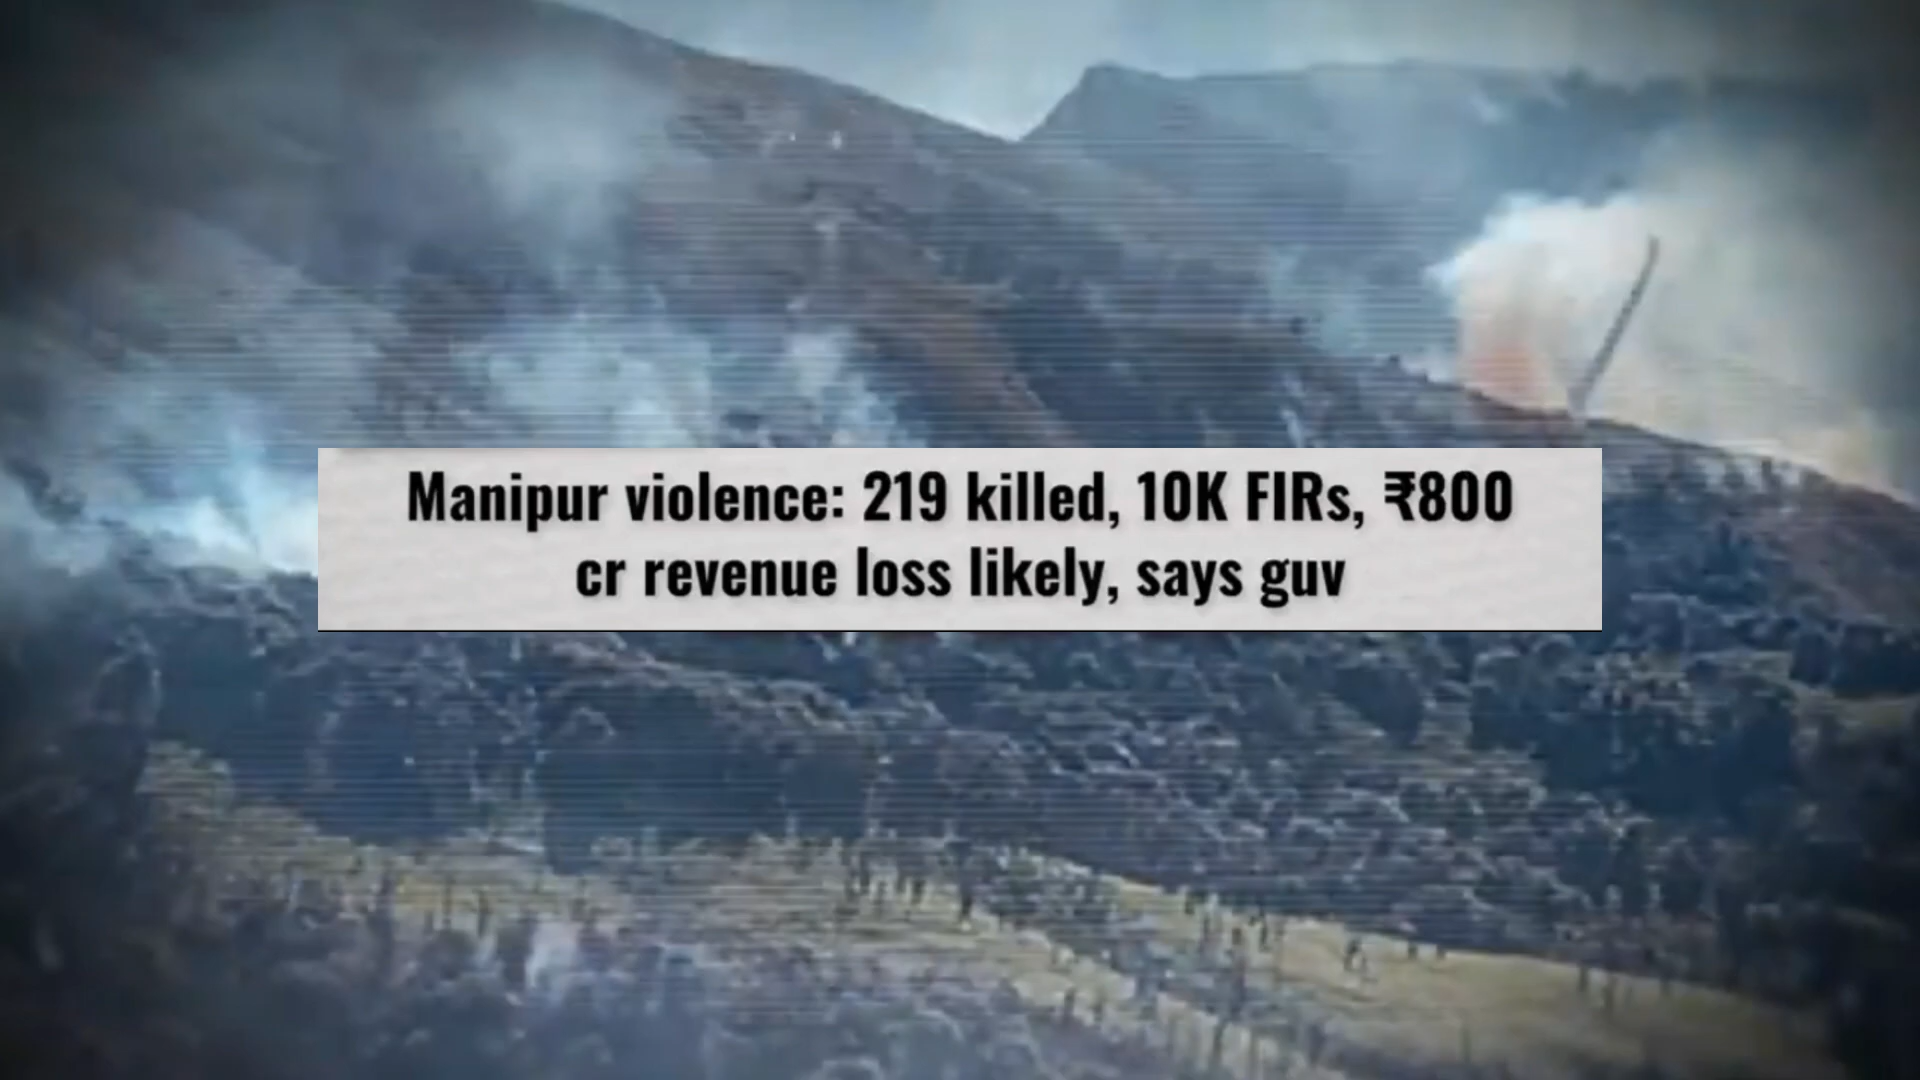 Manipur violence: 219 killed, 10K FIRs, ₹800
cr revenue loss likely, says guv